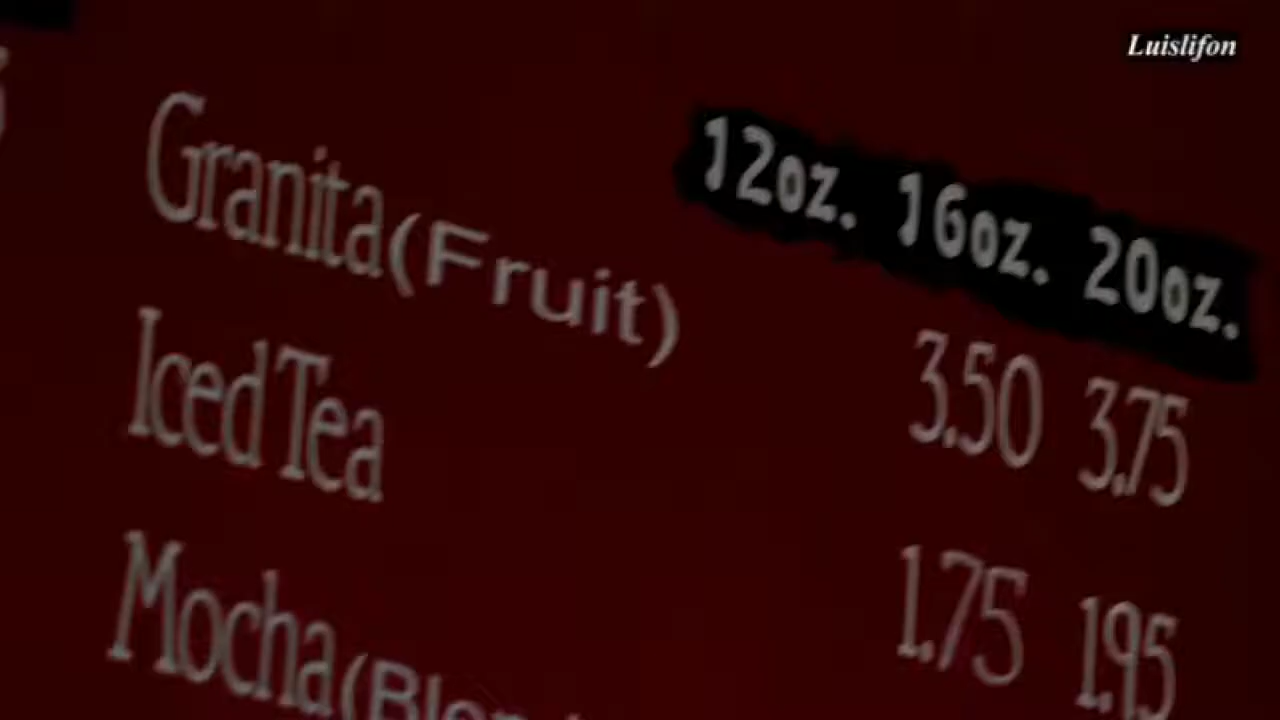 Luislifon
12oz. 16oz. 20oz.
Granita (Fruit) 3.50 3.75
Iced Tea 1.75 1.95
Mocha